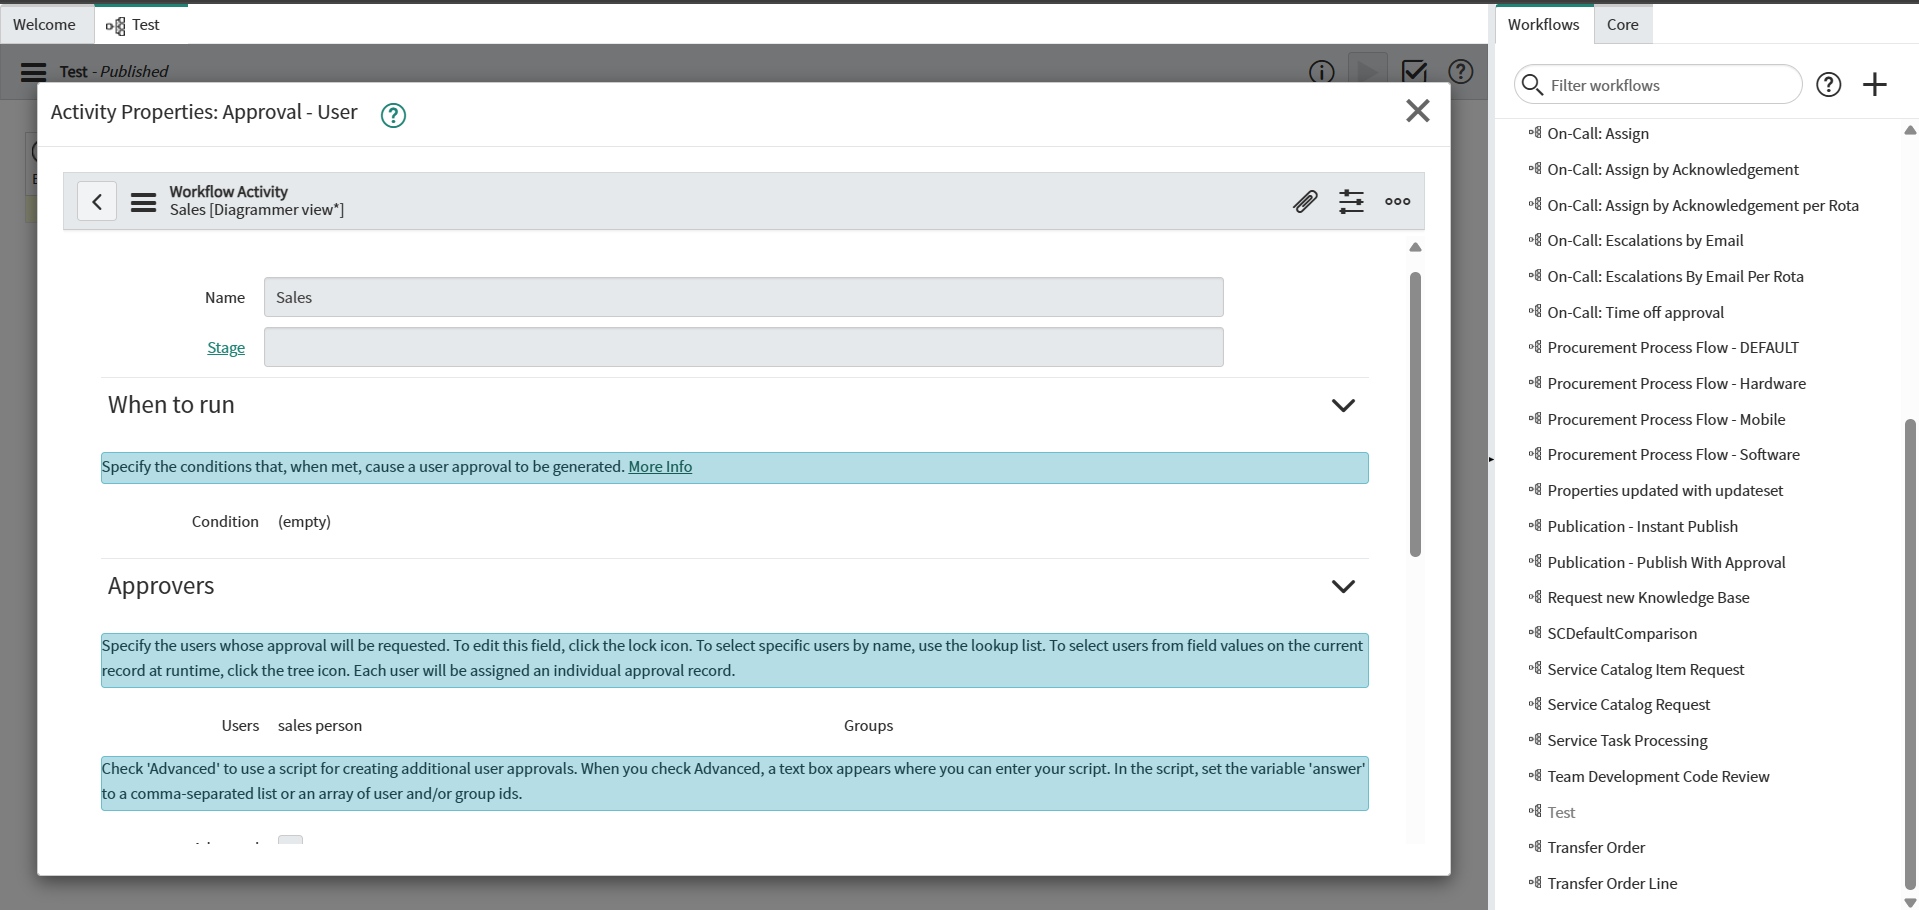 Welcome
Test
Test - Published
Activity Properties: Approval - User
Workflow Activity
Sales [Diagrammer view*]
Name
Sales
Stage
When to run
Specify the conditions that, when met, cause a user approval to be generated. More Info
Condition (empty)
Approvers
Specify the users whose approval will be requested. To edit this field, click the lock icon. To select specific users by name, use the lookup list. To select users from field values on the current
record at runtime, click the tree icon. Each user will be assigned an individual approval record.
Users sales person
Groups
Check 'Advanced' to use a script for creating additional user approvals. When you check Advanced, a text box appears where you can enter your script. In the script, set the variable 'answer'
to a comma-separated list or an array of user and/or group ids.
Workflows
Core
Filter workflows
On-Call: Assign
On-Call: Assign by Acknowledgement
On-Call: Assign by Acknowledgement per Rota
On-Call: Escalations by Email
On-Call: Escalations By Email Per Rota
On-Call: Time off approval
Procurement Process Flow - DEFAULT
Procurement Process Flow - Hardware
Procurement Process Flow - Mobile
Procurement Process Flow - Software
Properties updated with updateset
Publication - Instant Publish
Publication - Publish With Approval
Request new Knowledge Base
SCDefaultComparison
Service Catalog Item Request
Service Catalog Request
Service Task Processing
Team Development Code Review
Test
Transfer Order
Transfer Order Line